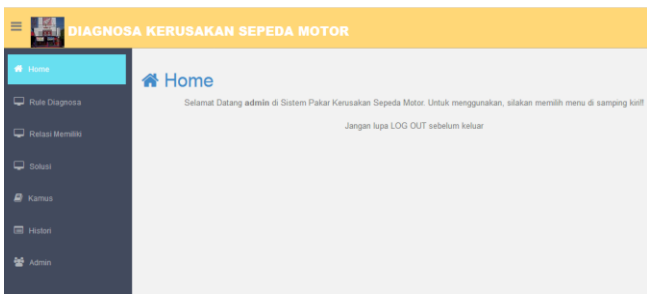 DIAGNOSA KERUSAKAN SEPEDA MOTOR
Home
Rule Diagnosa
Relasi Memiliki
Solusi
Kamus
Histori
Admin
Home
Selamat Datang admin di Sistem Pakar Kerusakan Sepeda Motor. Untuk menggunakan, silakan memilih menu di samping kiri!!
Jangan lupa LOG OUT sebelum keluar